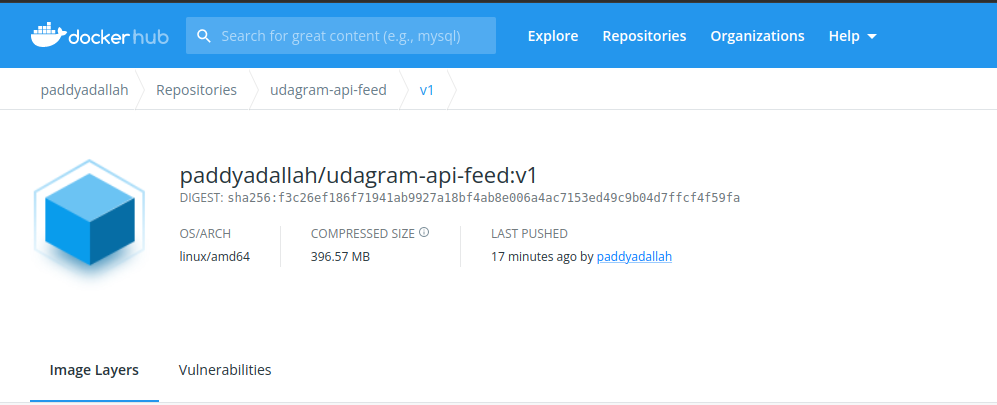 docker hub Search for great content (e.g., mysql) Explore Repositories Organizations Help
paddyadallah Repositories udagram-api-feed v1
paddyadallah/udagram-api-feed:v1
DIGEST: sha256:f3c26ef186f71941ab9927a18bf4ab8e006a4ac7153ed49c9b04d7ffcf4f59fa
OS/ARCH COMPRESSED SIZE LAST PUSHED
linux/amd64 396.57 MB 17 minutes ago by paddyadallah
Image Layers Vulnerabilities